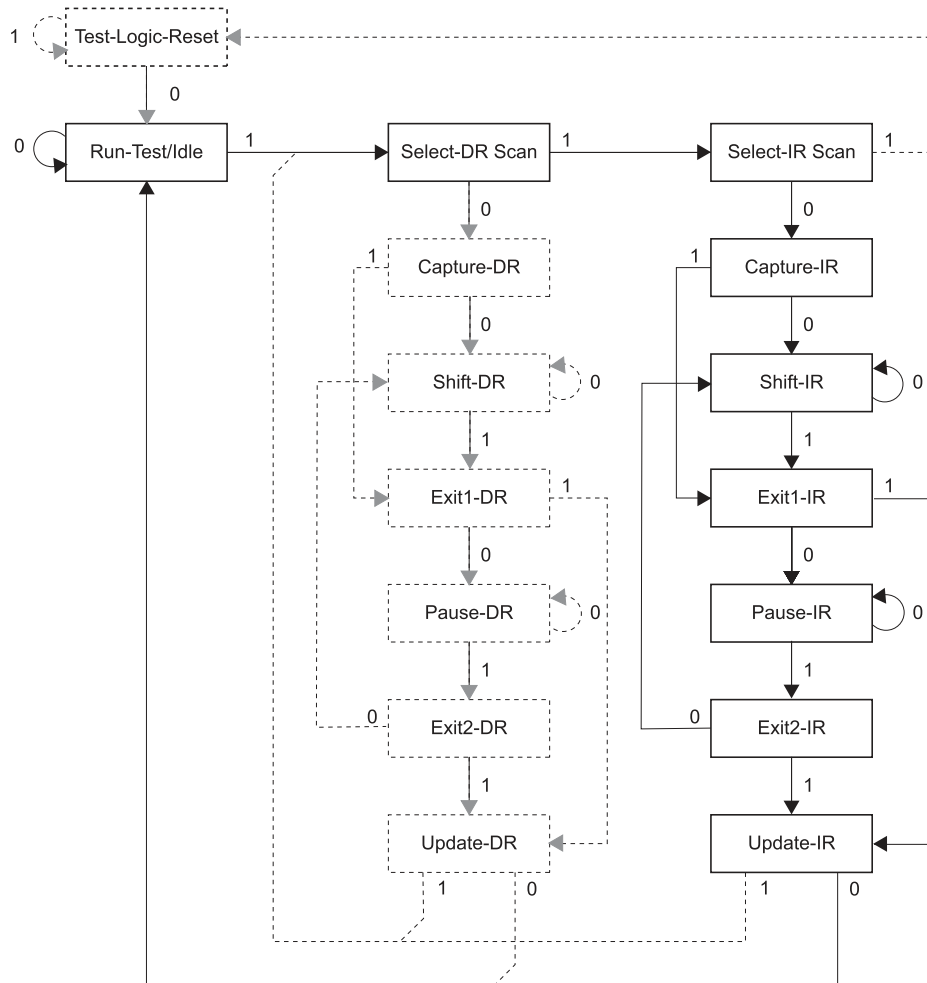 1
Test-Logic-Reset
0
0
Run-Test/Idle
1
Select-DR Scan
1
Select-IR Scan
1
0
0
1
Capture-DR
1
Capture-IR
0
0
Shift-DR
0
Shift-IR
0
1
1
Exit1-DR
1
Exit1-IR
1
0
0
Pause-DR
0
Pause-IR
0
1
1
0
Exit2-DR
0
Exit2-IR
1
1
Update-DR
Update-IR
1
0
1
0